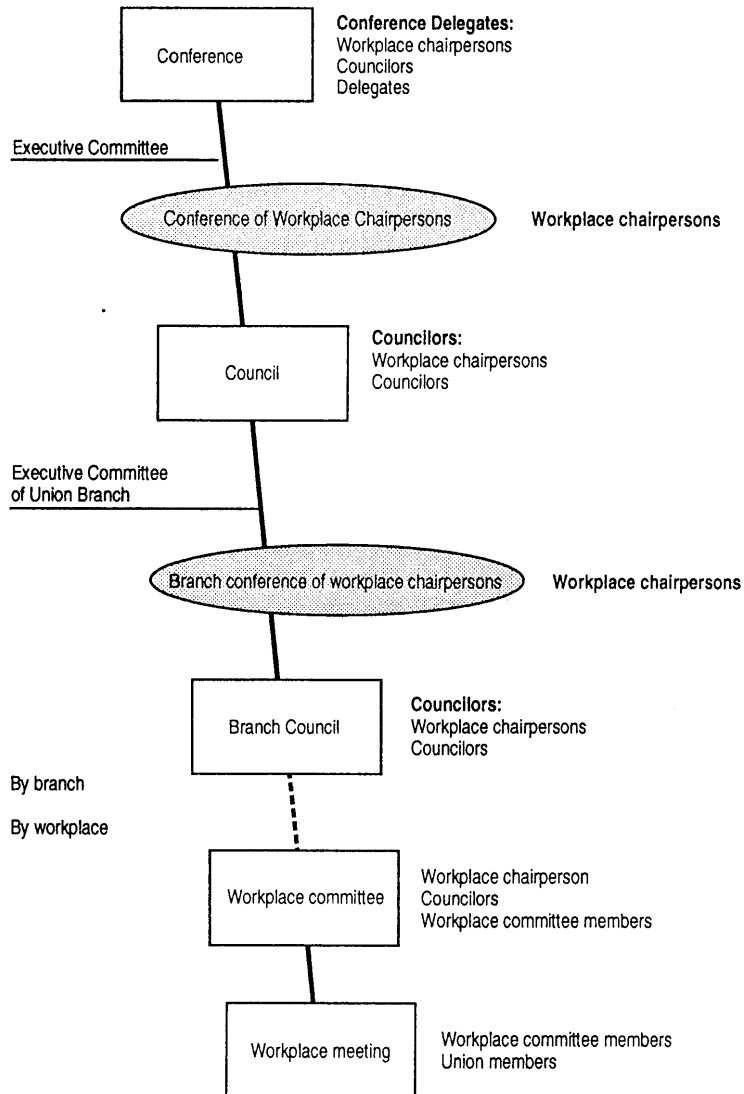 Conference
Conference Delegates:
Workplace chairpersons
Councilors
Delegates
Executive Committee
Conference of Workplace Chairpersons
Workplace chairpersons
Council
Councilors:
Workplace chairpersons
Councilors
Executive Committee
of Union Branch
Branch conference of workplace chairpersons
Workplace chairpersons
Branch Council
Councilors:
Workplace chairpersons
Councilors
By branch
By workplace
Workplace committee
Workplace chairperson
Councilors
Workplace committee members
Workplace meeting
Workplace committee members
Union members